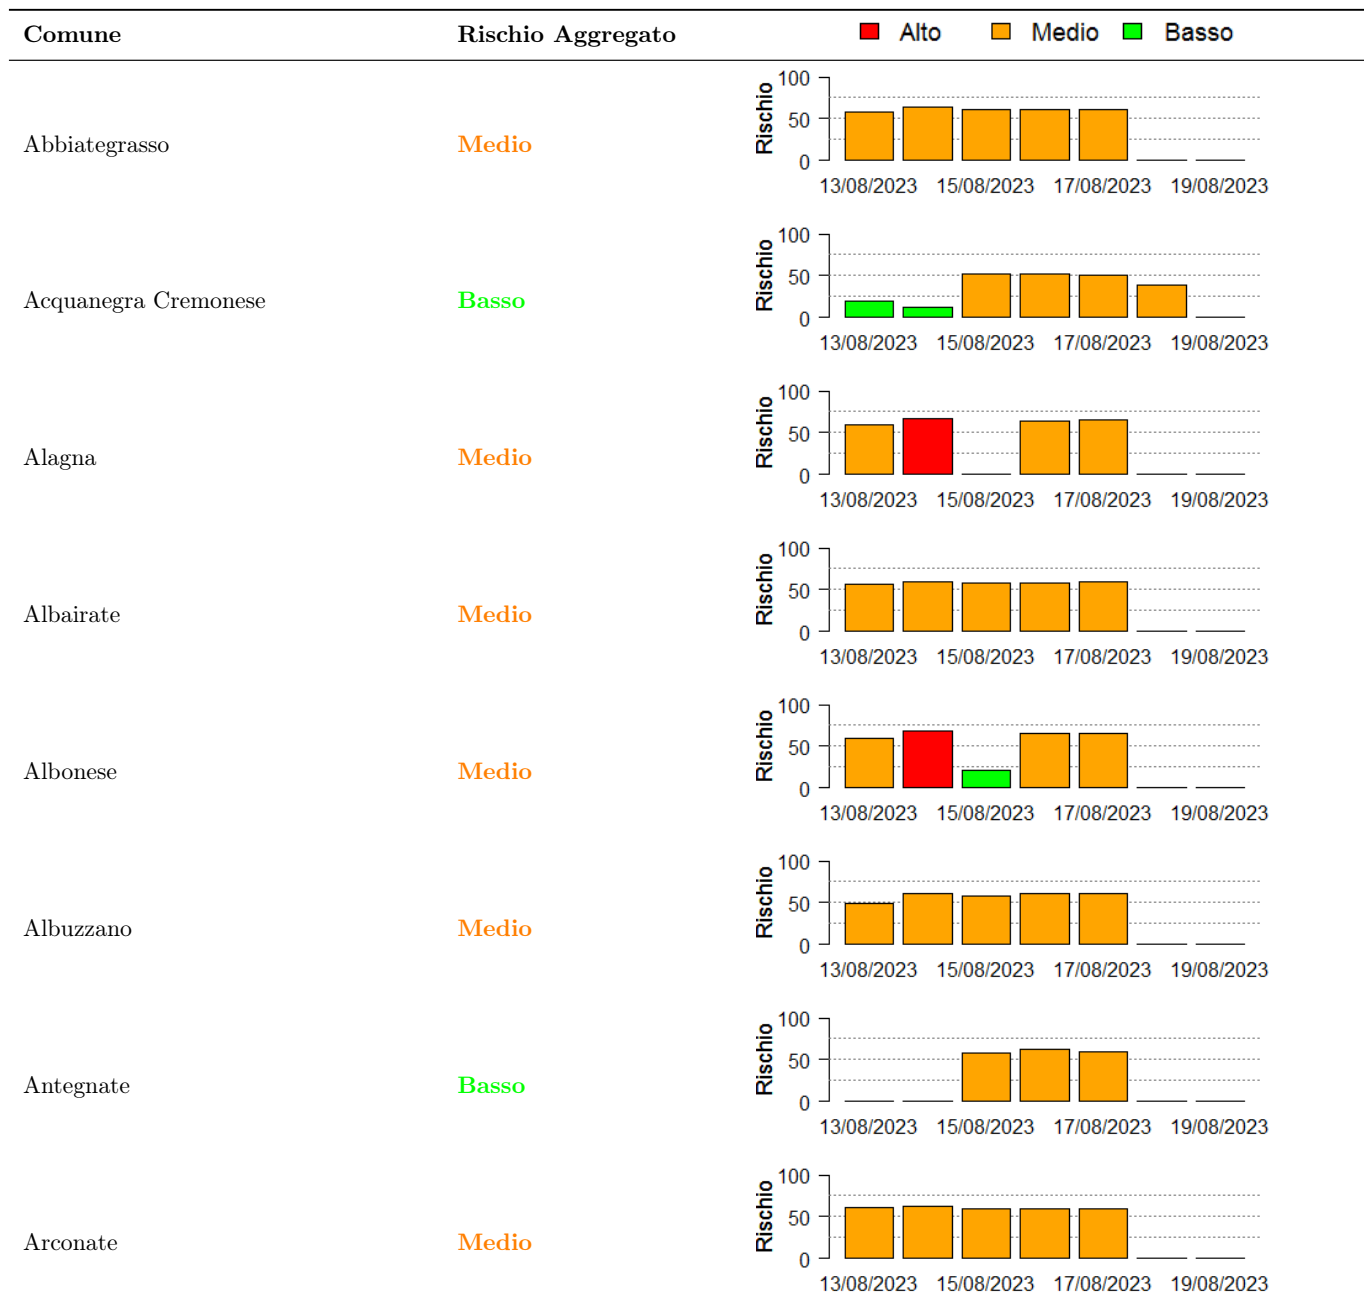 Comune Rischio Aggregato Alto Medio Basso
100
50
0
Rischio
Abbiategrasso Medio
13/08/2023 15/08/2023 17/08/2023 19/08/2023
100
50
0
Rischio
Acquanegra Cremonese Basso
13/08/2023 15/08/2023 17/08/2023 19/08/2023
100
50
0
Rischio
Alagna Medio
13/08/2023 15/08/2023 17/08/2023 19/08/2023
100
50
0
Rischio
Albairate Medio
13/08/2023 15/08/2023 17/08/2023 19/08/2023
100
50
0
Rischio
Albonese Medio
13/08/2023 15/08/2023 17/08/2023 19/08/2023
100
50
0
Rischio
Albuzzano Medio
13/08/2023 15/08/2023 17/08/2023 19/08/2023
100
50
0
Rischio
Antegnate Basso
13/08/2023 15/08/2023 17/08/2023 19/08/2023
100
50
0
Rischio
Arconate Medio
13/08/2023 15/08/2023 17/08/2023 19/08/2023